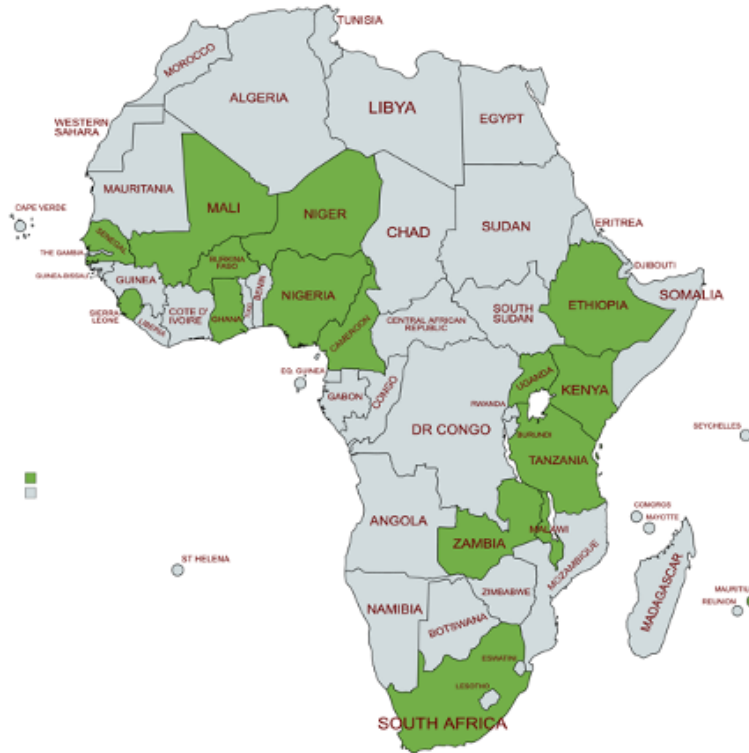 TUNISIA
MOROCCO
ALGERIA
LIBYA
EGYPT
WESTERN
SAHARA
MAURITANIA
MALI
NIGER
CHAD
SUDAN
ERITREA
CAPE VERDE
SENEGAL
THE GAMBIA
GUINEA-BISSAU
GUINEA
SIERRA
LEONE
LIBERIA
COTE D'
IVOIRE
BURKINA
FASO
GHANA
TOGO
BENIN
NIGERIA
CAMEROON
CENTRAL AFRICAN
REPUBLIC
SOUTH
SUDAN
ETHIOPIA
DJIBOUTI
SOMALIA
EQ. GUINEA
GABON
CONGO
DR CONGO
UGANDA
KENYA
RWANDA
BURUNDI
TANZANIA
SEYCHELLES
COMOROS
MAYOTTE
ANGOLA
ZAMBIA
MALAWI
MOZAMBIQUE
ST HELENA
ZIMBABWE
MADAGASCAR
MAURITIU
REUNION
NAMIBIA
BOTSWANA
ESWATINI
LESOTHO
SOUTH AFRICA